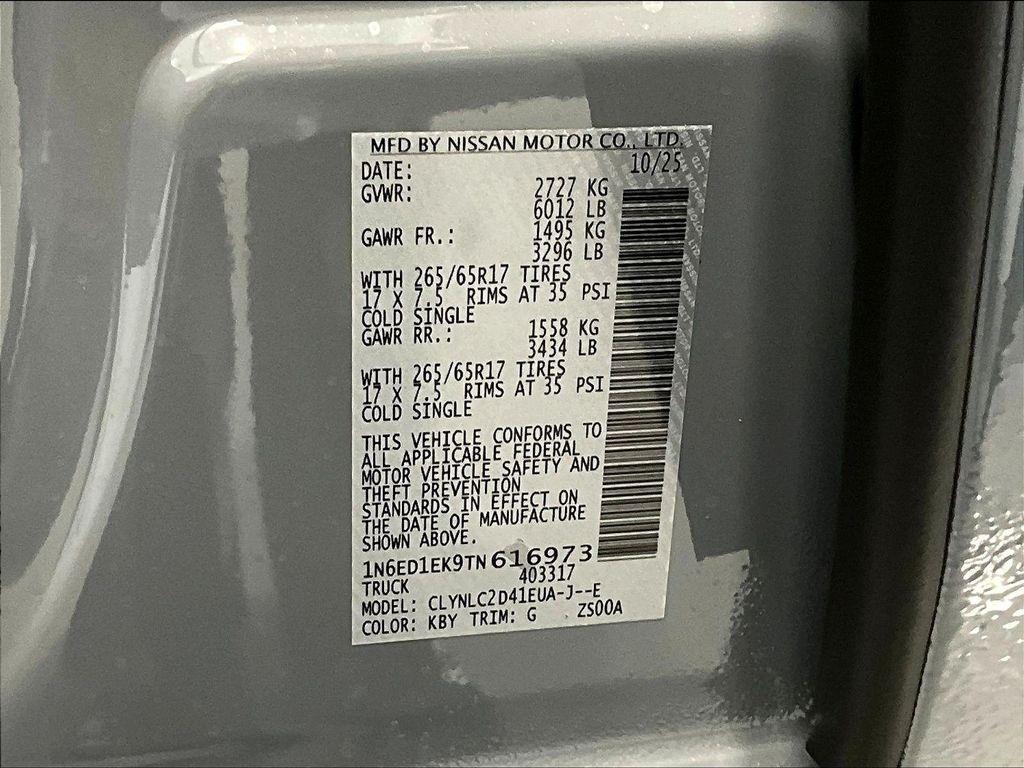 MFD BY NISSAN MOTOR CO., LTD.
DATE: 10/25
GVWR: 2727 KG
6012 LB
GAWR FR.: 1495 KG
3296 LB
WITH 265/65R17 TIRES
17 X 7.5 RIMS AT 35 PSI
COLD SINGLE
GAWR RR.: 1558 KG
3434 LB
WITH 265/65R17 TIRES
17 X 7.5 RIMS AT 35 PSI
COLD SINGLE
THIS VEHICLE CONFORMS TO
ALL APPLICABLE FEDERAL
MOTOR VEHICLE SAFETY AND
THEFT PREVENTION
STANDARDS IN EFFECT ON
THE DATE OF MANUFACTURE
SHOWN ABOVE.
1N6ED1EK9TN616973
TRUCK 403317
MODEL: CLYNLC2D41EUA-J--E
COLOR: KBY TRIM: G ZS00A